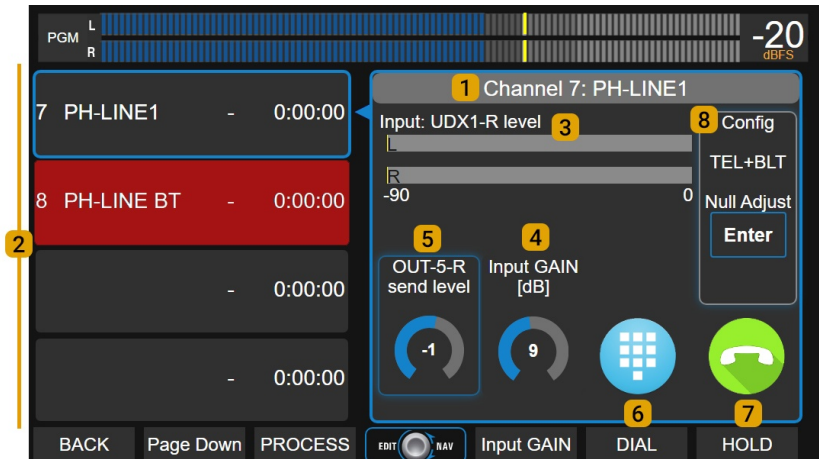 PGM L R
-20
dBFS
1 Channel 7: PH-LINE1
2
7 PH-LINE1 - 0:00:00
8 PH-LINE BT - 0:00:00
- 0:00:00
- 0:00:00
Input: UDX1-R level 3
L
R
-90 0
8 Config
TEL+BLT
Null Adjust
Enter
5
OUT-5-R
send level
-1
4
Input GAIN
[dB]
9
6
7
BACK Page Down PROCESS EDIT NAV Input GAIN DIAL HOLD